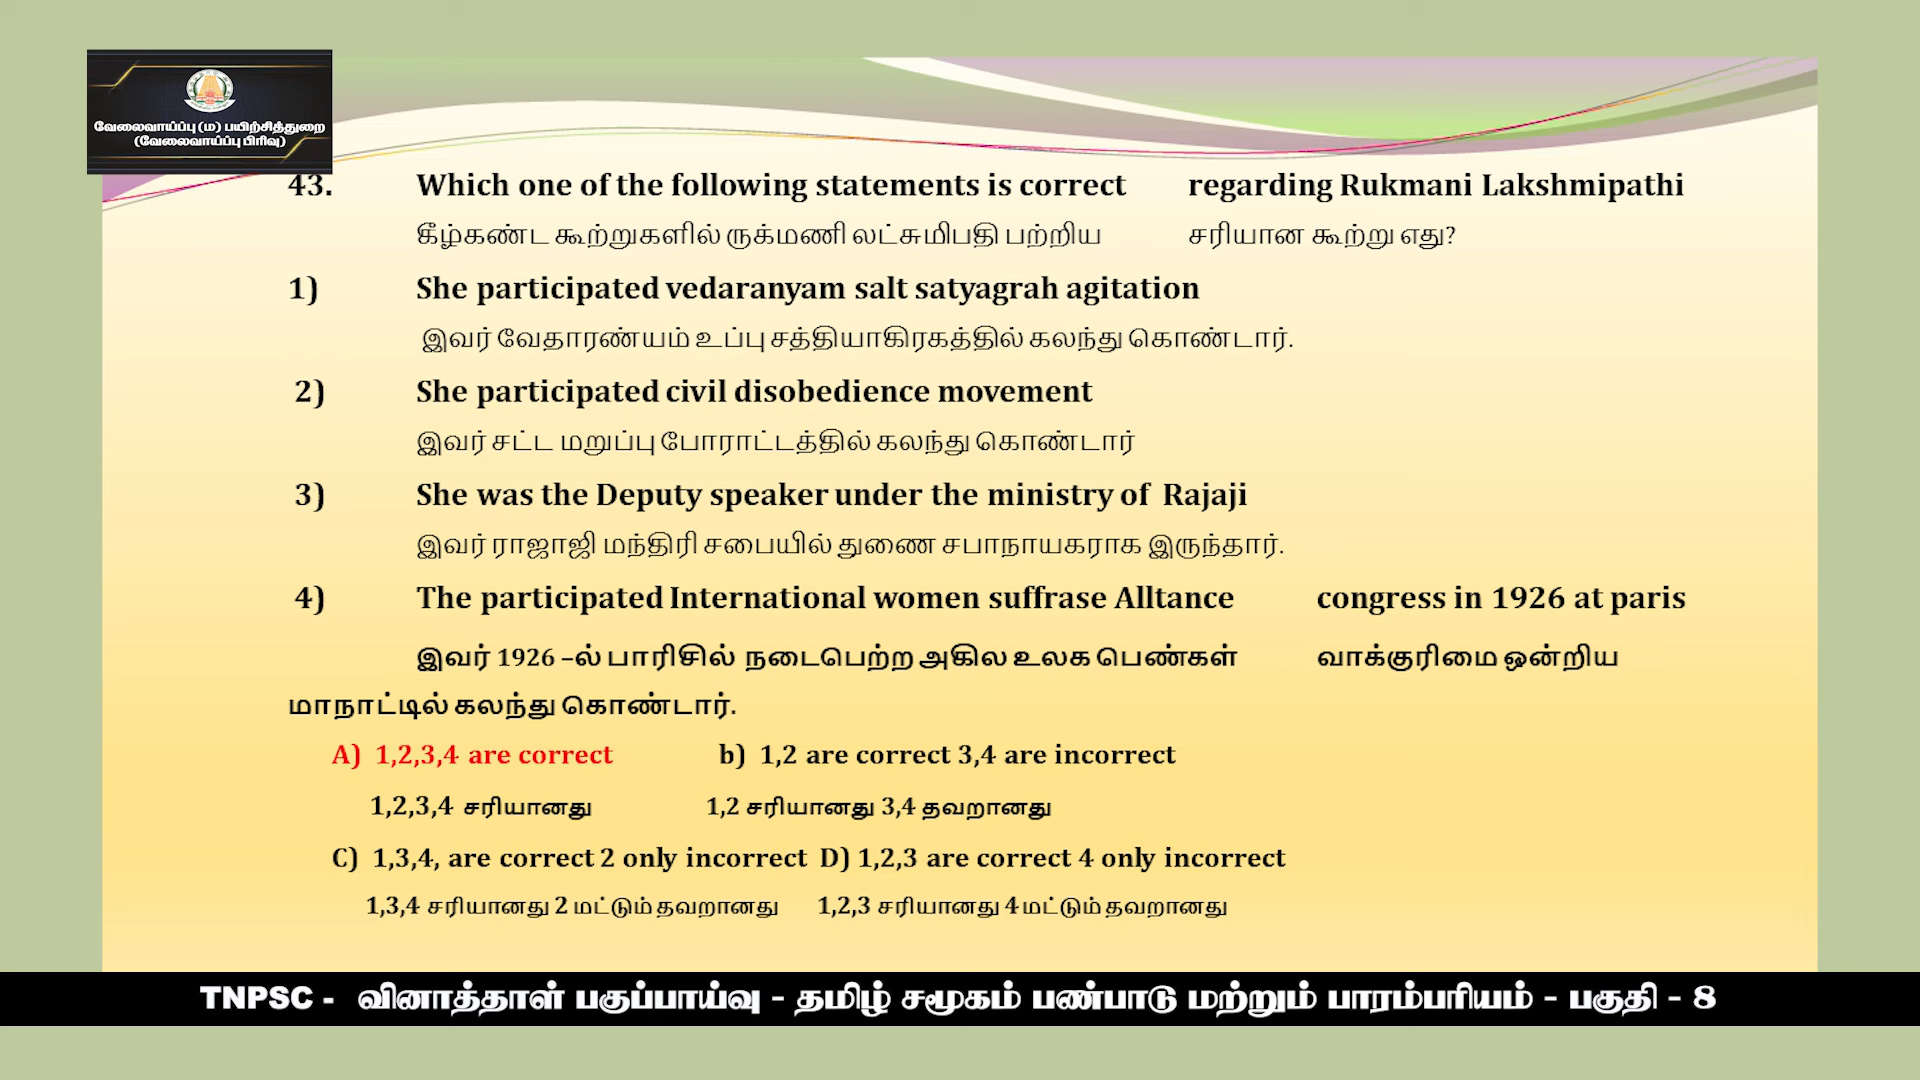 வேலைவாய்ப்பு (ம) பயிற்சித்துறை
(வேலைவாய்ப்பு பிரிவு)
43. Which one of the following statements is correct regarding Rukmani Lakshmipathi
கீழ்கண்ட கூற்றுகளில் ருக்மணி லட்சுமிபதி பற்றிய சரியான கூற்று எது?
1) She participated vedaranyam salt satyagrah agitation
இவர் வேதாரண்யம் உப்பு சத்தியாகிரகத்தில் கலந்து கொண்டார்.
2) She participated civil disobedience movement
இவர் சட்ட மறுப்பு போராட்டத்தில் கலந்து கொண்டார்
3) She was the Deputy speaker under the ministry of Rajaji
இவர் ராஜாஜி மந்திரி சபையில் துணை சபாநாயகராக இருந்தார்.
4) The participated International women suffrase Alltance congress in 1926 at paris
இவர் 1926 –ல் பாரிசில் நடைபெற்ற அகில உலக பெண்கள் வாக்குரிமை ஒன்றிய
மாநாட்டில் கலந்து கொண்டார்.
A) 1,2,3,4 are correct b) 1,2 are correct 3,4 are incorrect
1,2,3,4 சரியானது 1,2 சரியானது 3,4 தவறானது
C) 1,3,4, are correct 2 only incorrect D) 1,2,3 are correct 4 only incorrect
1,3,4 சரியானது 2 மட்டும் தவறானது 1,2,3 சரியானது 4 மட்டும் தவறானது
TNPSC - வினாத்தாள் பகுப்பாய்வு - தமிழ் சமூகம் பண்பாடு மற்றும் பாரம்பரியம் - பகுதி - 8